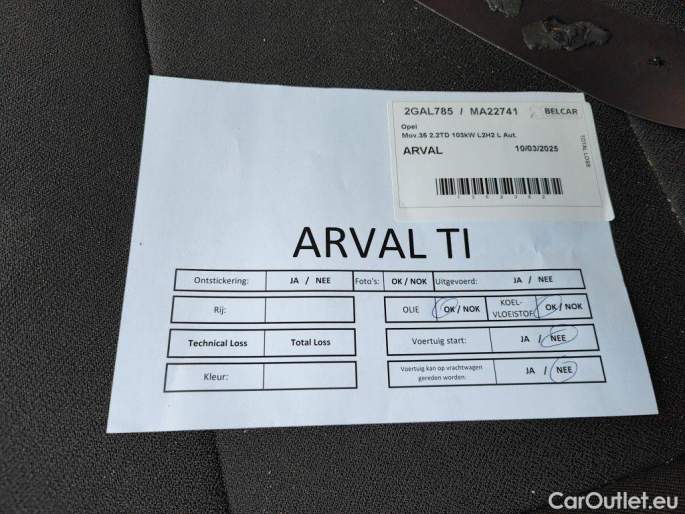 2GAL785 / MA22741 BELCAR
Opel
Mov.35 2.2TD 103kW L2H2 L Aut.
ARVAL 10/03/2025
TOTAL LOSS
ARVAL TI
Ontstickering: JA / NEE Foto's: OK / NOK Uitgevoerd: JA / NEE
Rij: OLIE OK / NOK KOEL-VLOEISTOF OK / NOK
Technical Loss Total Loss Voertuig start: JA / NEE
Kleur: Voertuig kan op vrachtwagen gereden worden: JA / NEE
CarOutlet.eu